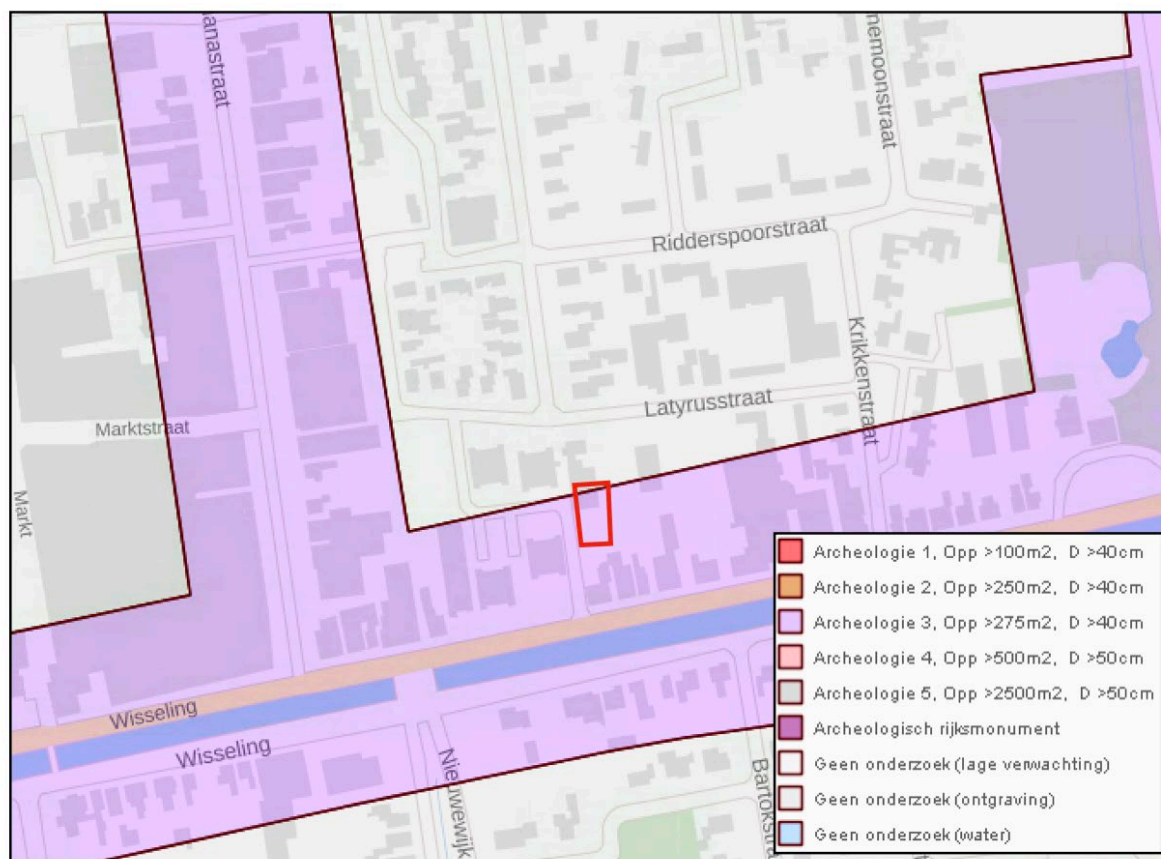 anastraat
nemoonstraat
Ridderspoorstraat
Krikkenstraat
Latyrusstraat
Marktstraat
Markt
Wisseling
Wisseling
Nieuwewijk
Bartokstra
Archeologie 1, Opp >100m2, D >40cm
Archeologie 2, Opp >250m2, D >40cm
Archeologie 3, Opp >275m2, D >40cm
Archeologie 4, Opp >500m2, D >50cm
Archeologie 5, Opp >2500m2, D >50cm
Archeologisch rijksmonument
Geen onderzoek (lage verwachting)
Geen onderzoek (ontgraving)
Geen onderzoek (water)